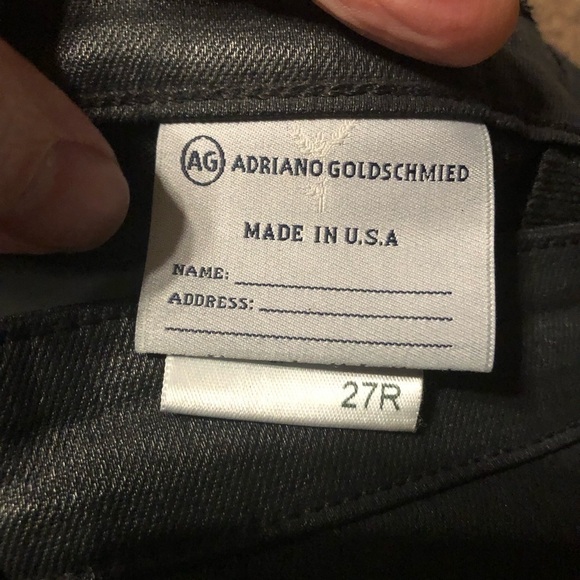 AG ADRIANO GOLDSCHMIED
MADE IN U.S.A
NAME:
ADDRESS:
27R